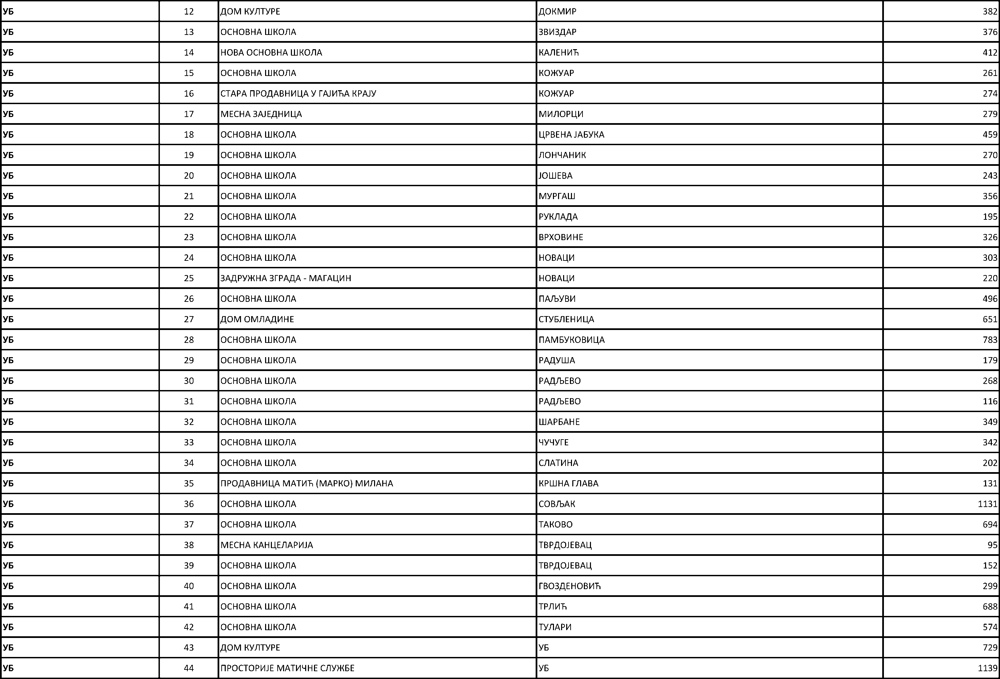 УБ 12 ДОМ КУЛТУРЕ ДОКМИР 382
УБ 13 ОСНОВНА ШКОЛА ЗВИЗДАР 376
УБ 14 НОВА ОСНОВНА ШКОЛА КАЛЕНИЋ 412
УБ 15 ОСНОВНА ШКОЛА КОЖУАР 261
УБ 16 СТАРА ПРОДАВНИЦА У ГАЈИЋА КРАЈУ КОЖУАР 274
УБ 17 МЕСНА ЗАЈЕДНИЦА МИЛОРЦИ 279
УБ 18 ОСНОВНА ШКОЛА ЦРВЕНА ЈАБУКА 459
УБ 19 ОСНОВНА ШКОЛА ЛОНЧАНИК 270
УБ 20 ОСНОВНА ШКОЛА ЈОШЕВА 243
УБ 21 ОСНОВНА ШКОЛА МУРГАШ 356
УБ 22 ОСНОВНА ШКОЛА РУКЛАДА 195
УБ 23 ОСНОВНА ШКОЛА ВРХОВИНЕ 326
УБ 24 ОСНОВНА ШКОЛА НОВАЦИ 303
УБ 25 ЗАДРУЖНА ЗГРАДА - МАГАЦИН НОВАЦИ 220
УБ 26 ОСНОВНА ШКОЛА ПАЉУВИ 496
УБ 27 ДОМ ОМЛАДИНЕ СТУБЛЕНИЦА 651
УБ 28 ОСНОВНА ШКОЛА ПАМБУКОВИЦА 783
УБ 29 ОСНОВНА ШКОЛА РАДУША 179
УБ 30 ОСНОВНА ШКОЛА РАДЉЕВО 268
УБ 31 ОСНОВНА ШКОЛА РАДЉЕВО 116
УБ 32 ОСНОВНА ШКОЛА ШАРБАНЕ 349
УБ 33 ОСНОВНА ШКОЛА ЧУЧУГЕ 342
УБ 34 ОСНОВНА ШКОЛА СЛАТИНА 202
УБ 35 ПРОДАВНИЦА МАТИЋ (МАРКО) МИЛАНА КРШНА ГЛАВА 131
УБ 36 ОСНОВНА ШКОЛА СОВЉАК 1131
УБ 37 ОСНОВНА ШКОЛА ТАКОВО 694
УБ 38 МЕСНА КАНЦЕЛАРИЈА ТВРДОЈЕВАЦ 95
УБ 39 ОСНОВНА ШКОЛА ТВРДОЈЕВАЦ 152
УБ 40 ОСНОВНА ШКОЛА ГВОЗДЕНОВИЋ 299
УБ 41 ОСНОВНА ШКОЛА ТРЛИЋ 688
УБ 42 ОСНОВНА ШКОЛА ТУЛАРИ 574
УБ 43 ДОМ КУЛТУРЕ УБ 729
УБ 44 ПРОСТОРИЈЕ МАТИЧНЕ СЛУЖБЕ УБ 1139